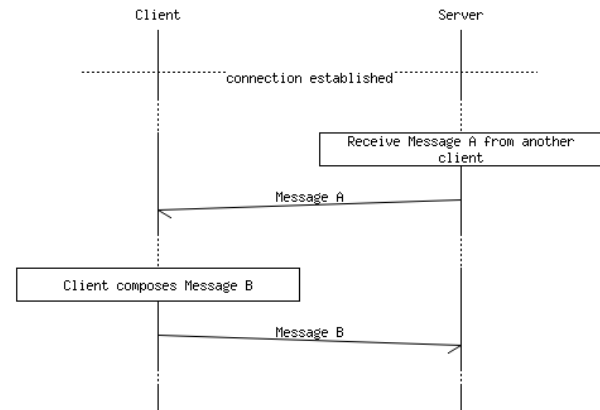 Client
Server
connection established
Receive Message A from another
client
Message A
Client composes Message B
Message B